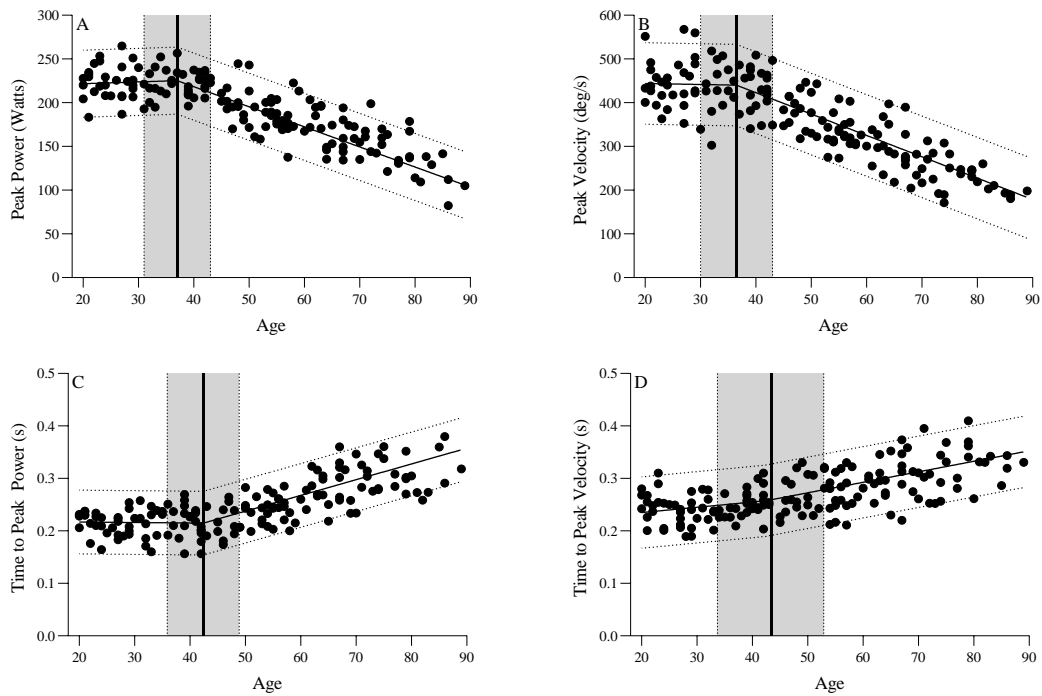 A
Peak Power (Watts)
300
250
200
150
100
50
0
20 30 40 50 60 70 80 90
Age
B
Peak Velocity (deg/s)
600
500
400
300
200
100
0
20 30 40 50 60 70 80 90
Age
C
Time to Peak Power (s)
0.5
0.4
0.3
0.2
0.1
0.0
20 30 40 50 60 70 80 90
Age
D
Time to Peak Velocity (s)
0.5
0.4
0.3
0.2
0.1
0.0
20 30 40 50 60 70 80 90
Age